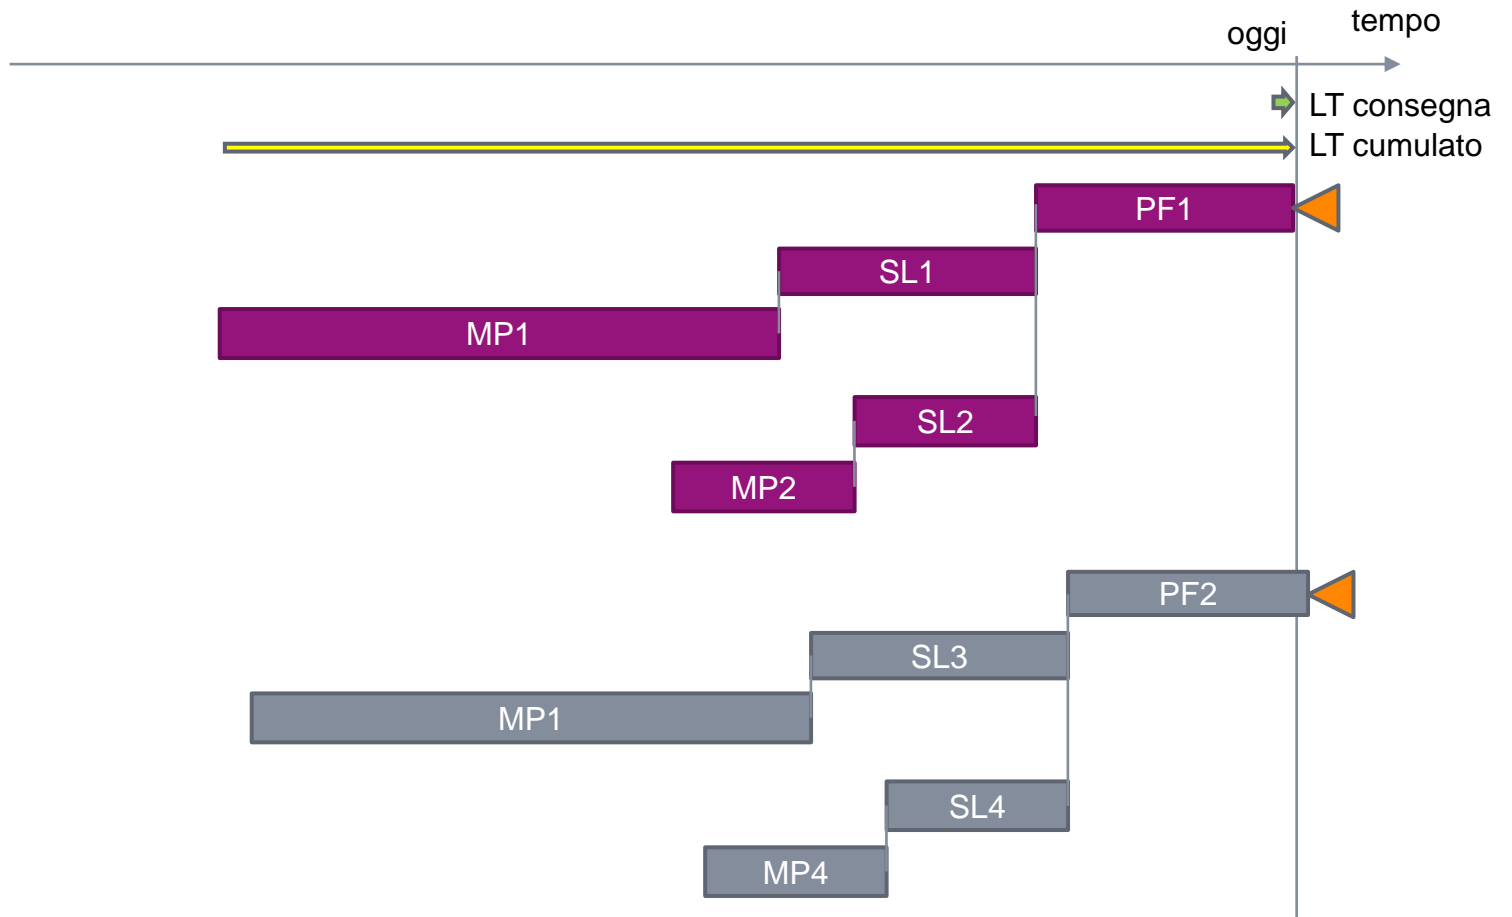 tempo
oggi
LT consegna
LT cumulato
PF1
SL1
MP1
SL2
MP2
PF2
SL3
MP1
SL4
MP4